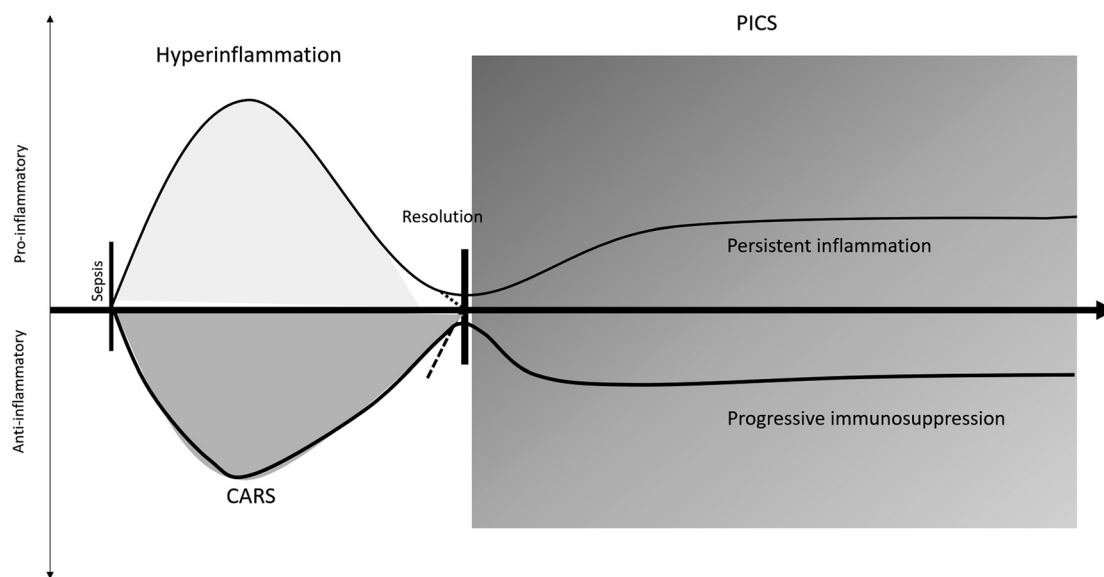 PICS
Hyperinflammation
Pro-inflammatory
Resolution
Persistent inflammation
Sepsis
Anti-inflammatory
Progressive immunosuppression
CARS